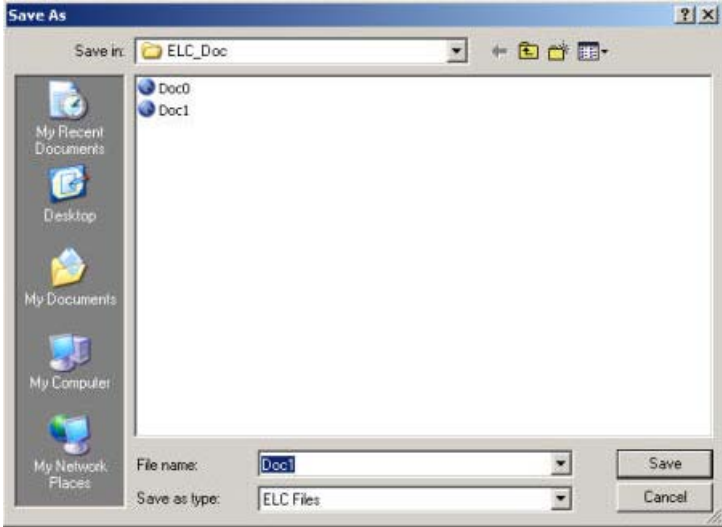 Save As
Save in: ELC_Doc
Doc0
Doc1
My Recent
Documents
Desktop
My Documents
My Computer
My Network
Places
File name: Doc1 Save
Save as type: ELC Files Cancel